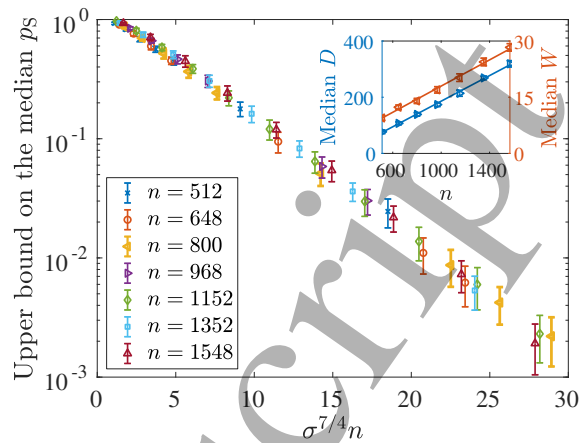 Upper bound on the median p_S
10^0
10^{-1}
10^{-2}
10^{-3}
0 5 10 15 20 25 30
σ^{7/4}n
n = 512
n = 648
n = 800
n = 968
n = 1152
n = 1352
n = 1548
Median D
400
200
0
600 1000 1400
n
30
15
0
Median W
script